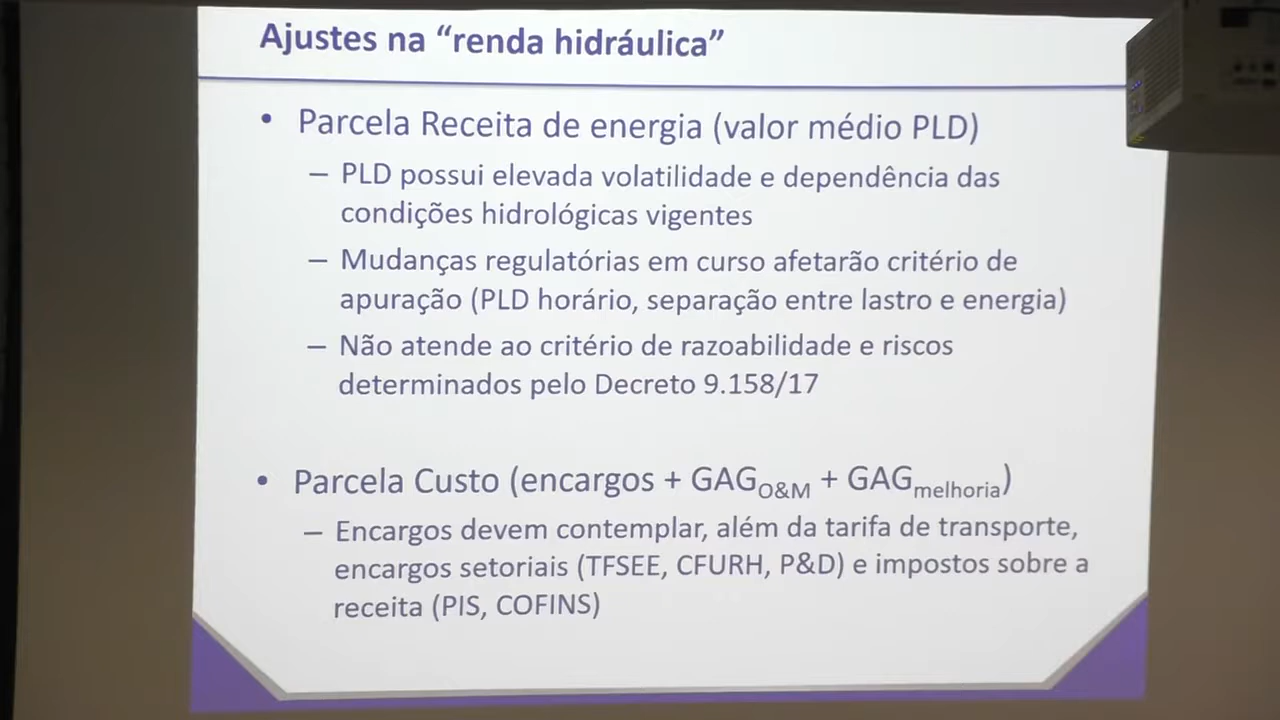 Ajustes na “renda hidráulica”
• Parcela Receita de energia (valor médio PLD)
– PLD possui elevada volatilidade e dependência das
condições hidrológicas vigentes
– Mudanças regulatórias em curso afetarão critério de
apuração (PLD horário, separação entre lastro e energia)
– Não atende ao critério de razoabilidade e riscos
determinados pelo Decreto 9.158/17
• Parcela Custo (encargos + GAG O&M + GAG melhoria)
– Encargos devem contemplar, além da tarifa de transporte,
encargos setoriais (TFSEE, CFURH, P&D) e impostos sobre a
receita (PIS, COFINS)